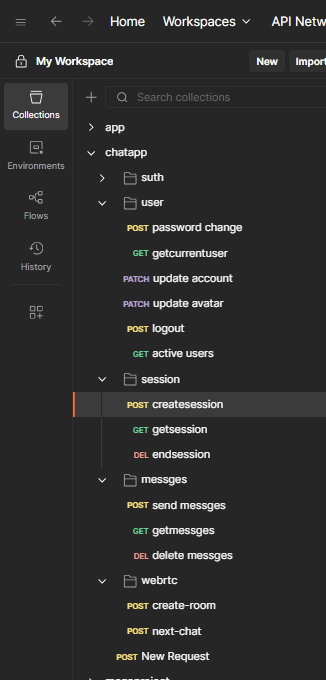 Home Workspaces API Netw
My Workspace New Import
Collections
Environments
Flows
History
Search collections
app
chatapp
suth
user
POST password change
GET getcurrentuser
PATCH update account
PATCH update avatar
POST logout
GET active users
session
POST createsession
GET getsession
DEL endsession
messges
POST send messges
GET getmessges
DEL delete messges
webrtc
POST create-room
POST next-chat
POST New Request